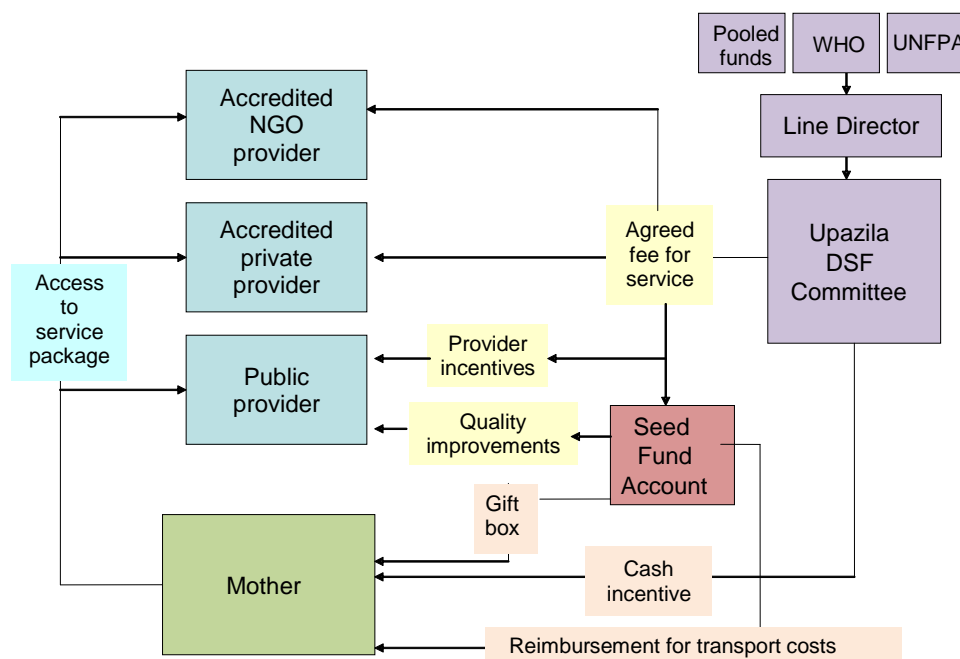 Pooled
funds
WHO
UNFPA
Accredited
NGO
provider
Line Director
Accredited
private
provider
Agreed
fee for
service
Upazila
DSF
Committee
Access
to
service
package
Public
provider
Provider
incentives
Quality
improvements
Seed
Fund
Account
Gift
box
Mother
Cash
incentive
Reimbursement for transport costs